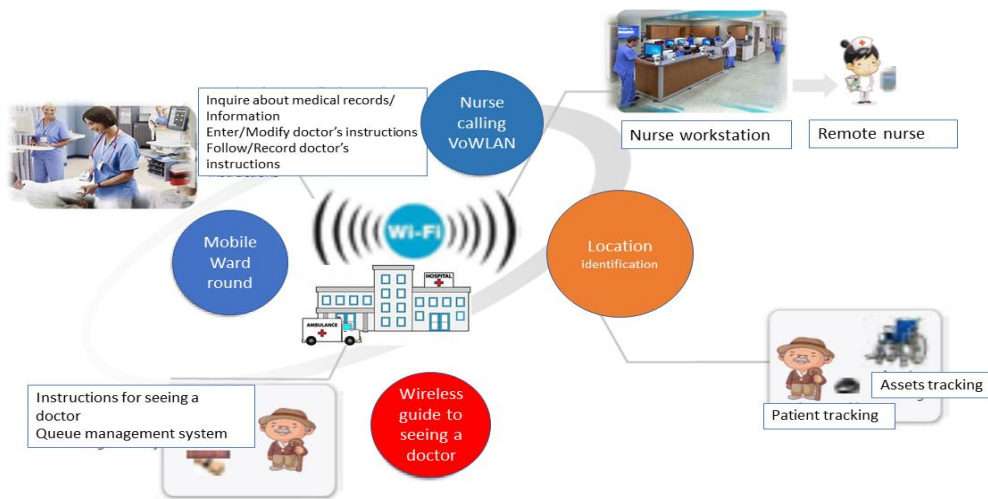 Inquire about medical records/
Information
Enter/Modify doctor's instructions
Follow/Record doctor's
instructions
Nurse
calling
VoWLAN
Nurse workstation
Remote nurse
Mobile
Ward
round
Wi-Fi
HOSPITAL
AMBULANCE
Location
identification
Instructions for seeing a
doctor
Queue management system
Wireless
guide to
seeing a
doctor
Assets tracking
Patient tracking